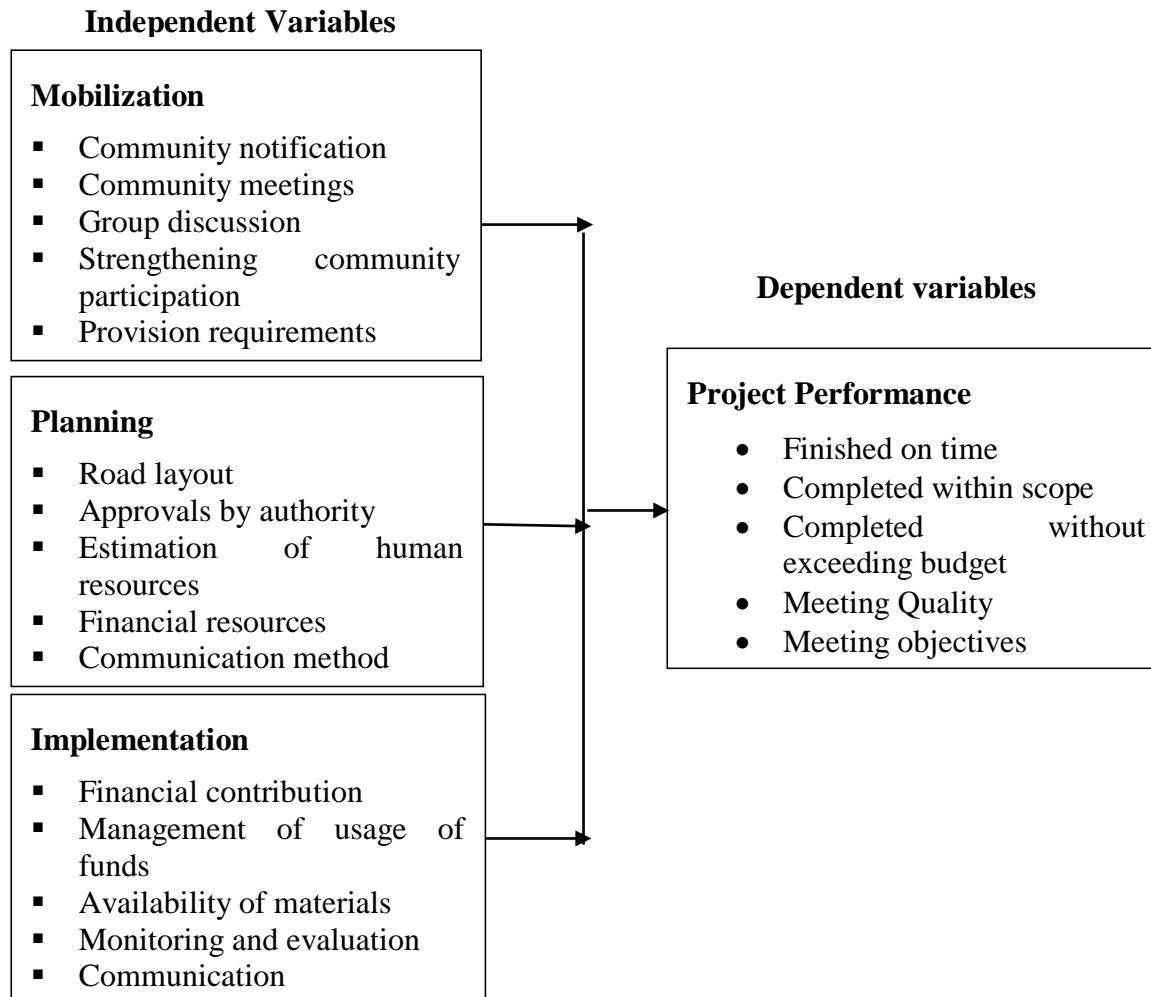 Independent Variables
Mobilization
▪ Community notification
▪ Community meetings
▪ Group discussion
▪ Strengthening community
participation
▪ Provision requirements
Planning
▪ Road layout
▪ Approvals by authority
▪ Estimation of human
resources
▪ Financial resources
▪ Communication method
Implementation
▪ Financial contribution
▪ Management of usage of
funds
▪ Availability of materials
▪ Monitoring and evaluation
▪ Communication
Dependent variables
Project Performance
• Finished on time
• Completed within scope
• Completed without
exceeding budget
• Meeting Quality
• Meeting objectives